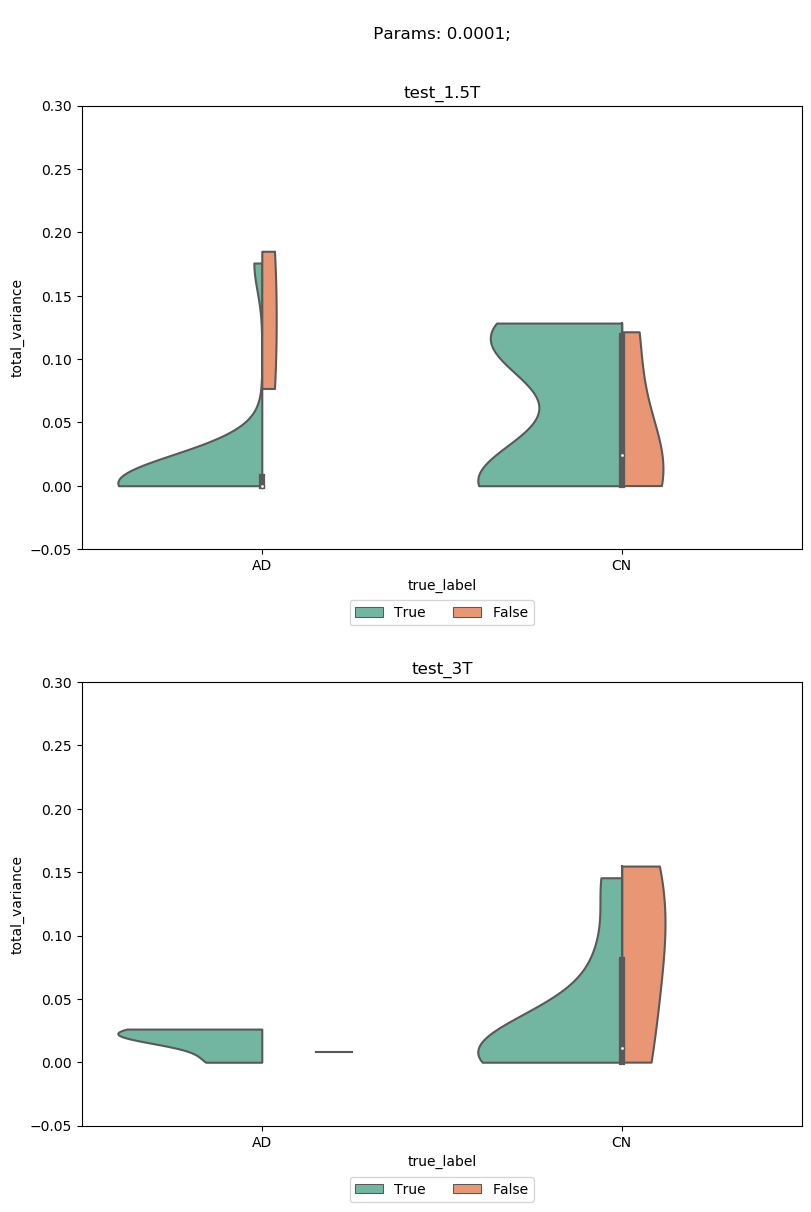 Params: 0.0001;
test_1.5T
0.30
0.25
0.20
0.15
0.10
0.05
0.00
−0.05
total_variance
AD CN
true_label
True False
test_3T
0.30
0.25
0.20
0.15
0.10
0.05
0.00
−0.05
total_variance
AD CN
true_label
True False